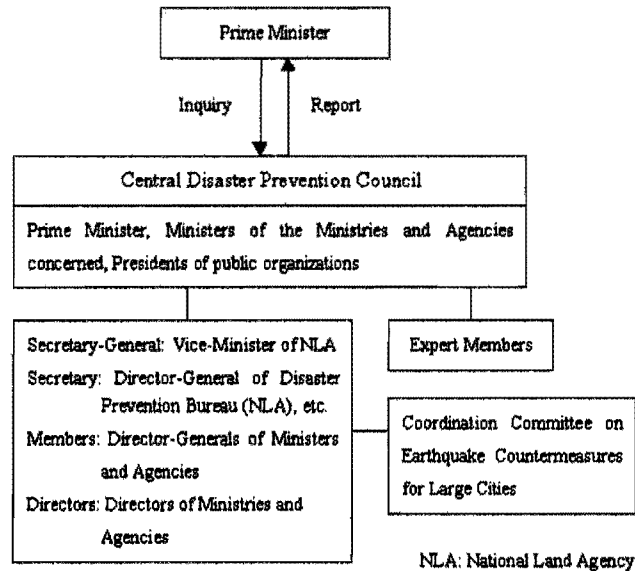 Prime Minister
Inquiry
Report
Central Disaster Prevention Council
Prime Minister, Ministers of the Ministries and Agencies
concerned, Presidents of public organizations
Secretary-General: Vice-Minister of NLA
Secretary: Director-General of Disaster
Prevention Bureau (NLA), etc.
Members: Director-Generals of Ministers
and Agencies
Directors: Directors of Ministries and
Agencies
Expert Members
Coordination Committee on
Earthquake Countermeasures
for Large Cities
NLA: National Land Agency